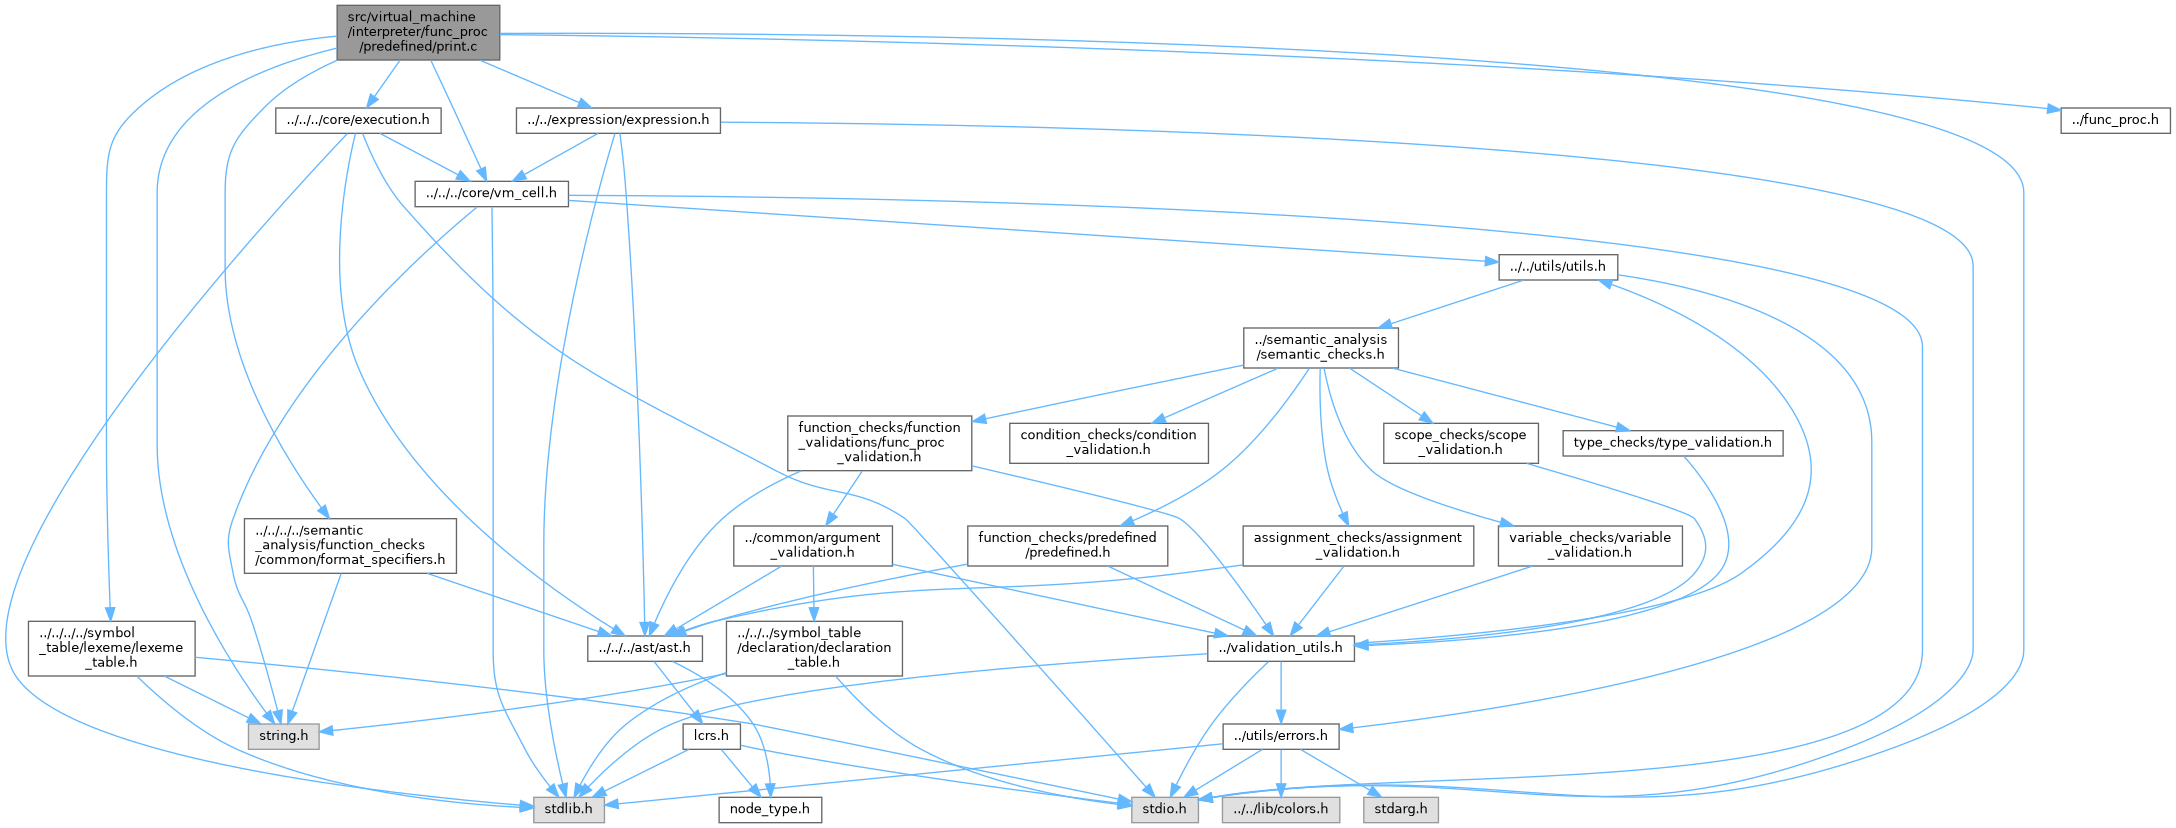 src/virtual_machine
/interpreter/func_proc
/predefined/print.c
../../../core/execution.h
../../expression/expression.h
../func_proc.h
../../../core/vm_cell.h
../../utils/utils.h
../semantic_analysis
/semantic_checks.h
function_checks/function
_validations/func_proc
_validation.h
condition_checks/condition
_validation.h
scope_checks/scope
_validation.h
type_checks/type_validation.h
../../../../semantic
_analysis/function_checks
/common/format_specifiers.h
../common/argument
_validation.h
function_checks/predefined
/predefined.h
assignment_checks/assignment
_validation.h
variable_checks/variable
_validation.h
../../../../symbol
_table/lexeme/lexeme
_table.h
../../../ast/ast.h
../../../symbol_table
/declaration/declaration
_table.h
../validation_utils.h
string.h
lcrs.h
../utils/errors.h
stdlib.h
node_type.h
stdio.h
../../lib/colors.h
stdarg.h